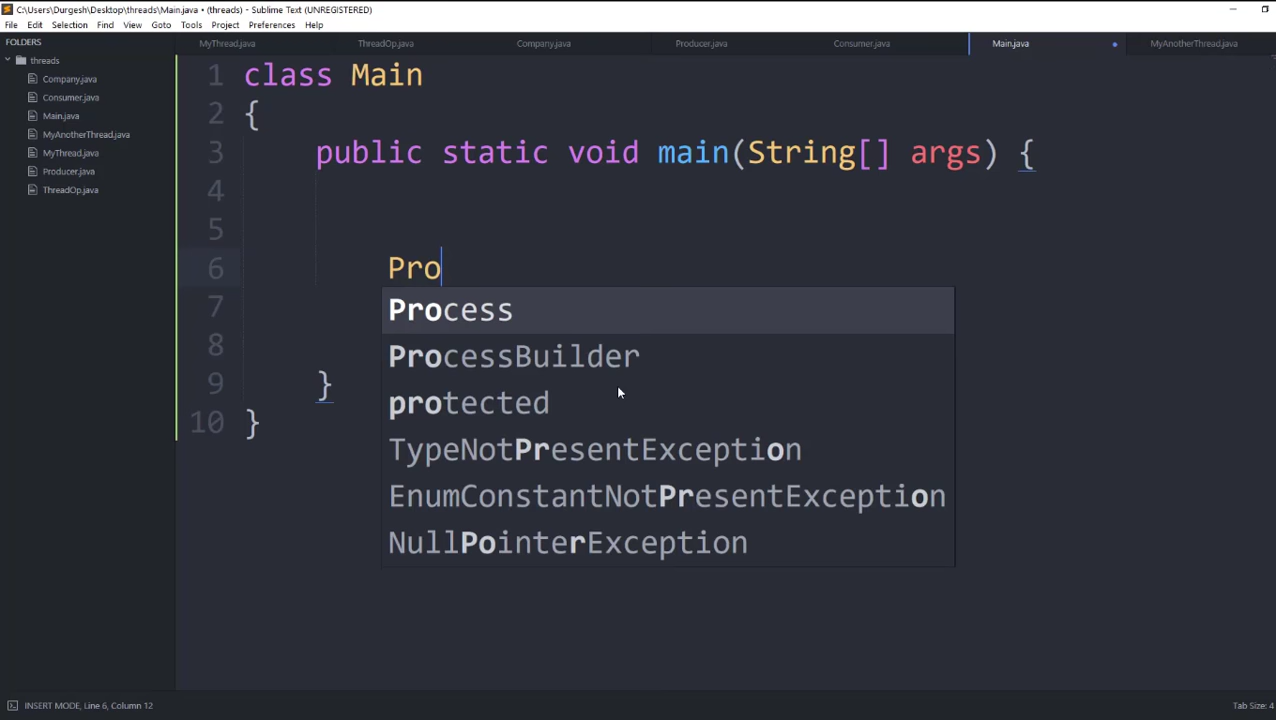 C:\Users\Durgesh\Desktop\threads\Main.java • (threads) - Sublime Text (UNREGISTERED)
File Edit Selection Find View Goto Tools Project Preferences Help
FOLDERS
threads
Company.java
Consumer.java
Main.java
MyAnotherThread.java
MyThread.java
Producer.java
ThreadOp.java
MyThread.java ThreadOp.java Company.java Producer.java Consumer.java Main.java MyAnotherThread.java
1 class Main
2 {
3 public static void main(String[] args) {
4
5
6 Pro
7
8
9 }
10 }
Process
ProcessBuilder
protected
TypeNotPresentException
EnumConstantNotPresentException
NullPointerException
INSERT MODE, Line 6, Column 12
Tab Size: 4